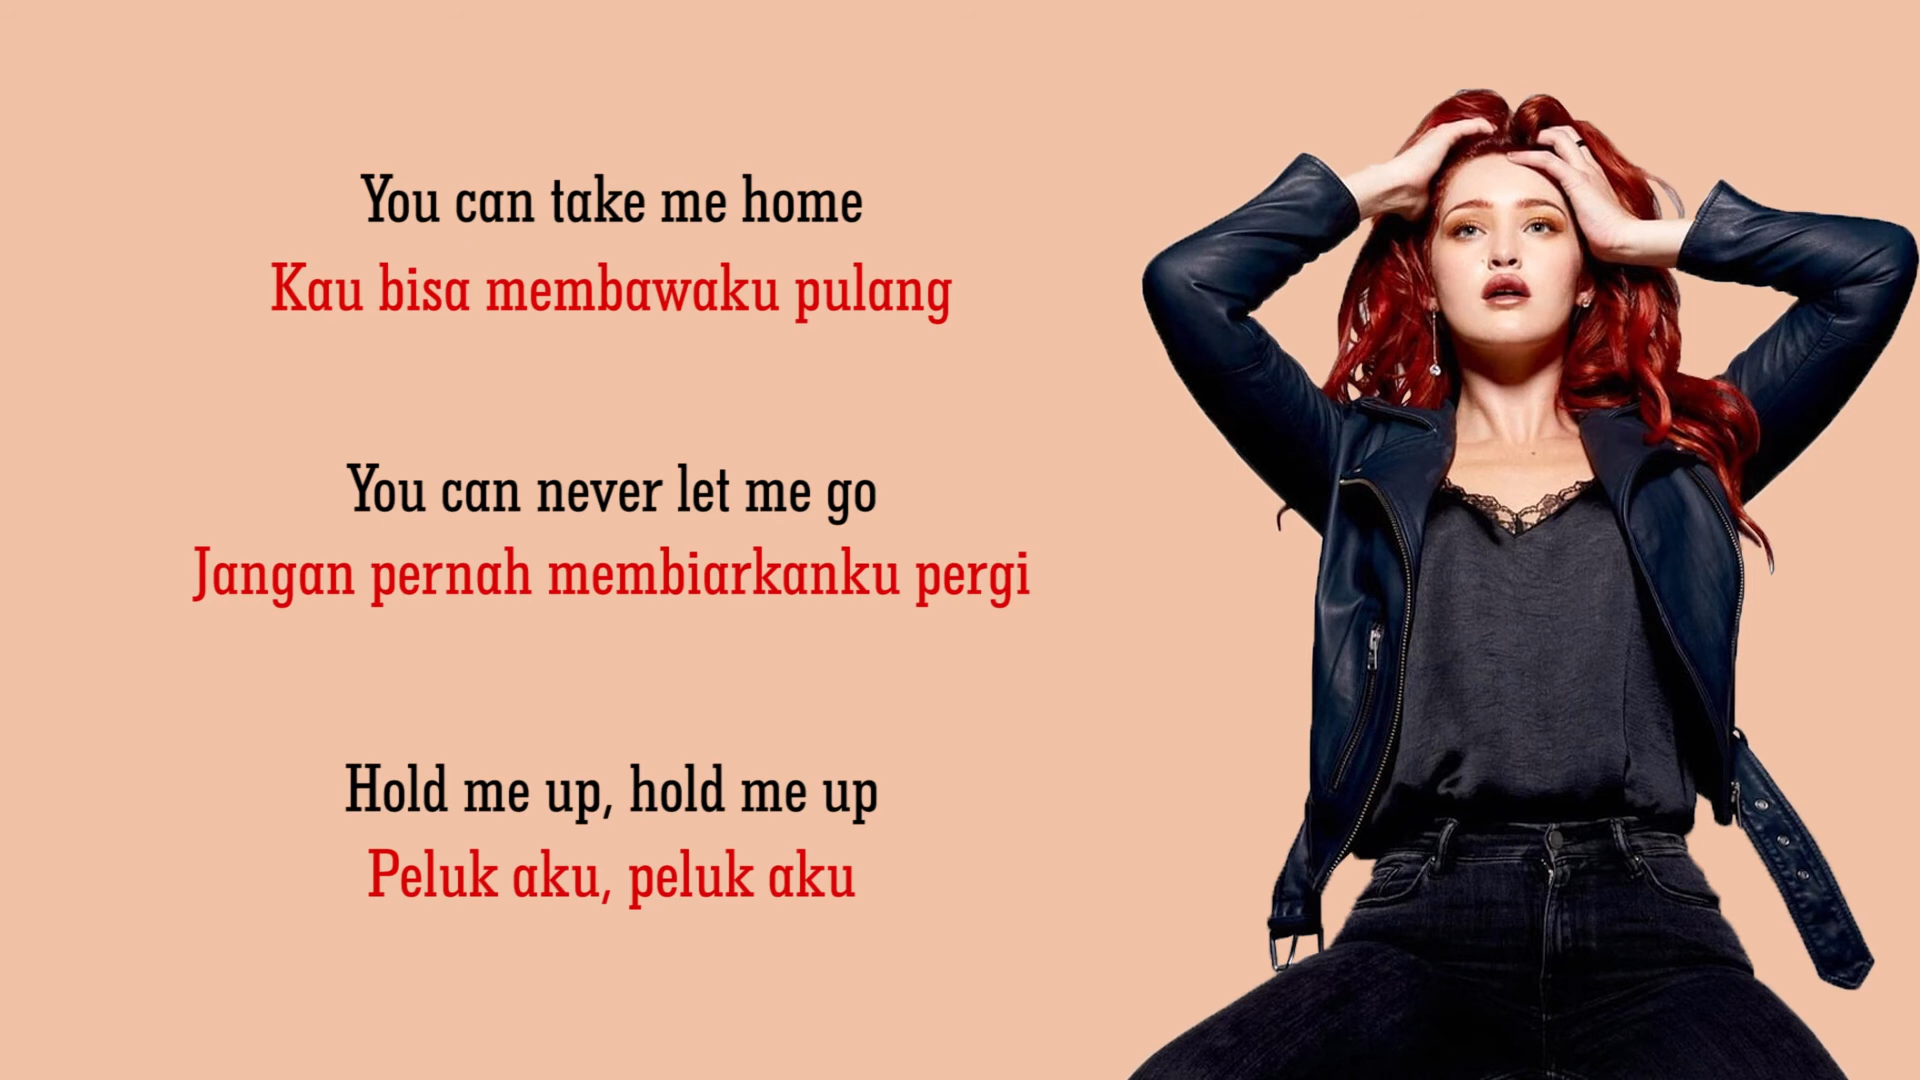 You can take me home
Kau bisa membawaku pulang
You can never let me go
Jangan pernah membiarkanku pergi
Hold me up, hold me up
Peluk aku, peluk aku